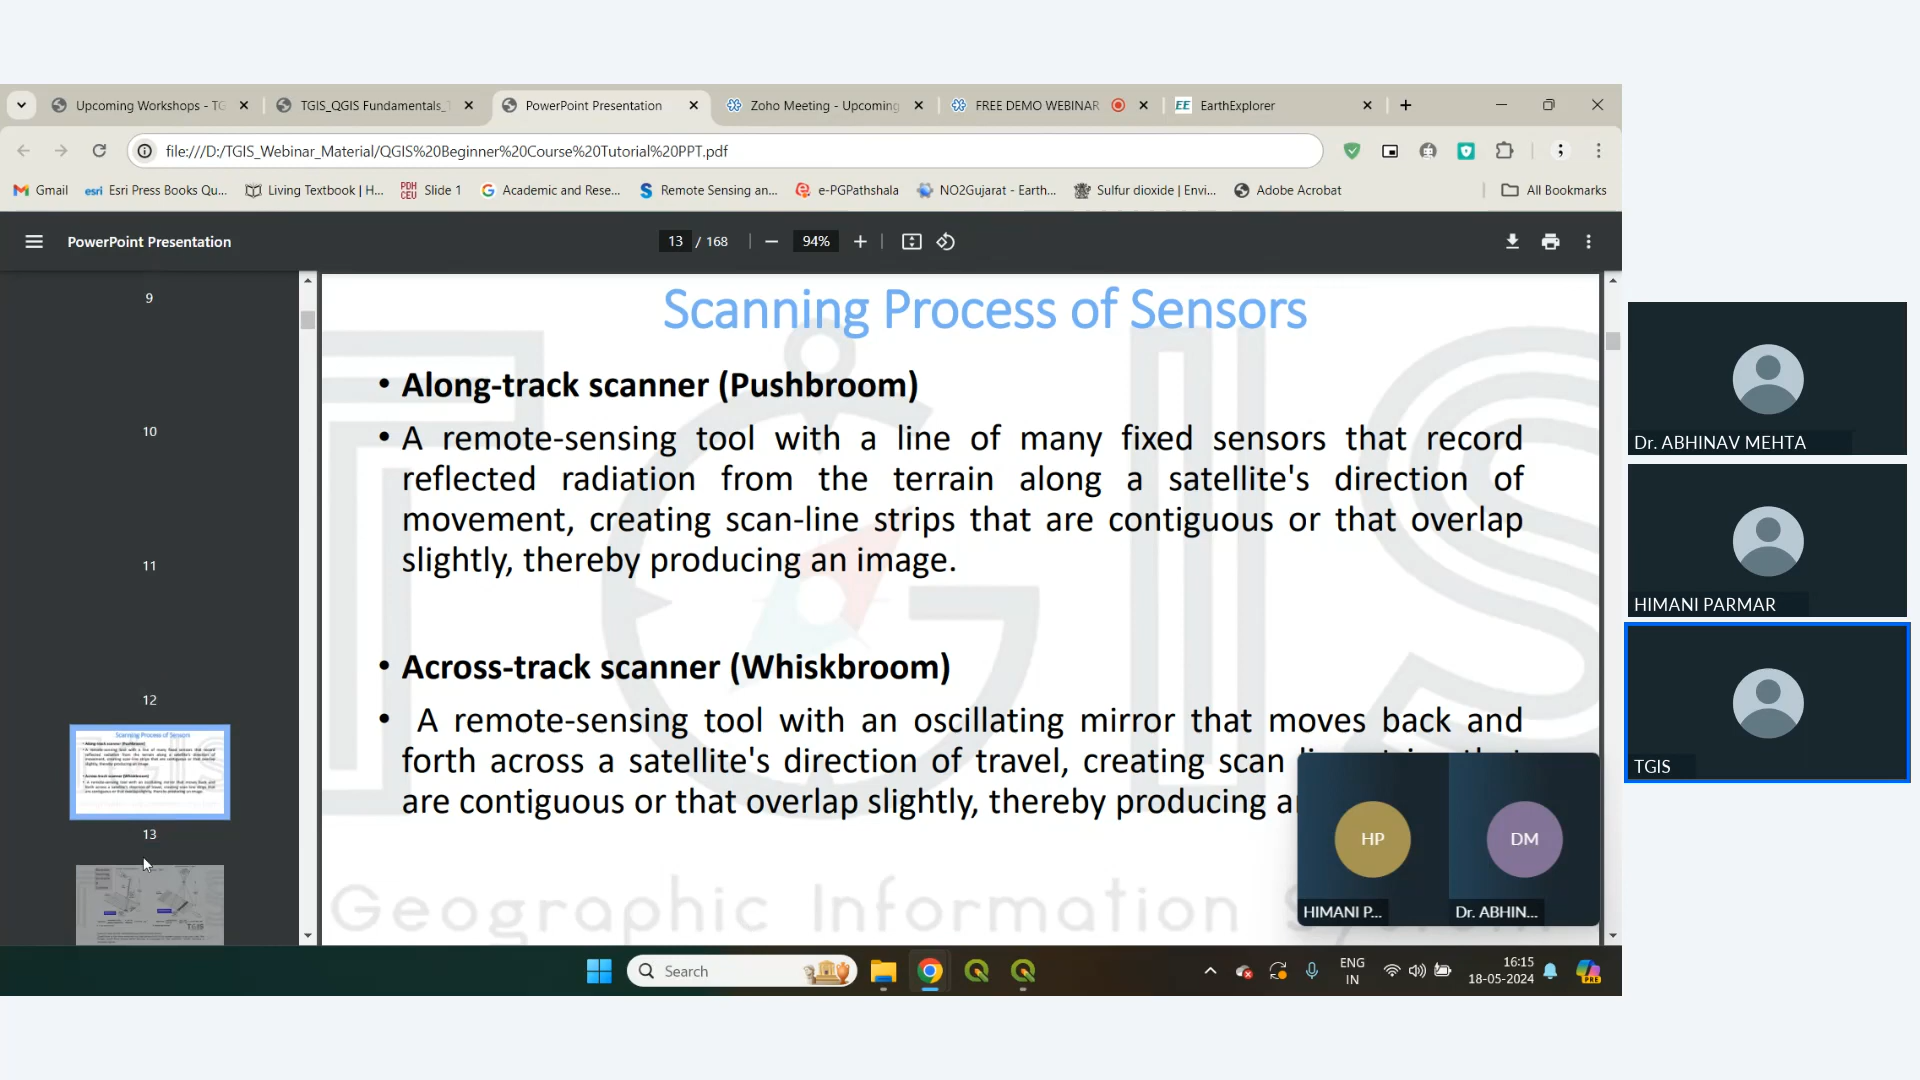 Upcoming Workshops - TG
TGIS_QGIS Fundamentals_
PowerPoint Presentation
Zoho Meeting - Upcoming
FREE DEMO WEBINAR
EE EarthExplorer
file:///D:/TGIS_Webinar_Material/QGIS%20Beginner%20Course%20Tutorial%20PPT.pdf
Gmail
esri Esri Press Books Qu...
Living Textbook | H...
PDH CEU Slide 1
Academic and Rese...
Remote Sensing an...
e-PGPathshala
NO2Gujarat - Earth...
Sulfur dioxide | Envi...
Adobe Acrobat
All Bookmarks
PowerPoint Presentation
13 / 168
94%
9
10
11
12
13
Scanning Process of Sensors
• Along-track scanner (Pushbroom)
• A remote-sensing tool with a line of many fixed sensors that record
reflected radiation from the terrain along a satellite's direction of
movement, creating scan-line strips that are contiguous or that overlap
slightly, thereby producing an image.
• Across-track scanner (Whiskbroom)
• A remote-sensing tool with an oscillating mirror that moves back and
forth across a satellite's direction of travel, creating scan
are contiguous or that overlap slightly, thereby producing
TGIS
Geographic Information
HP
HIMANI P...
DM
Dr. ABHIN...
Dr. ABHINAV MEHTA
HIMANI PARMAR
TGIS
Search
ENG
IN
16:15
18-05-2024
PRE